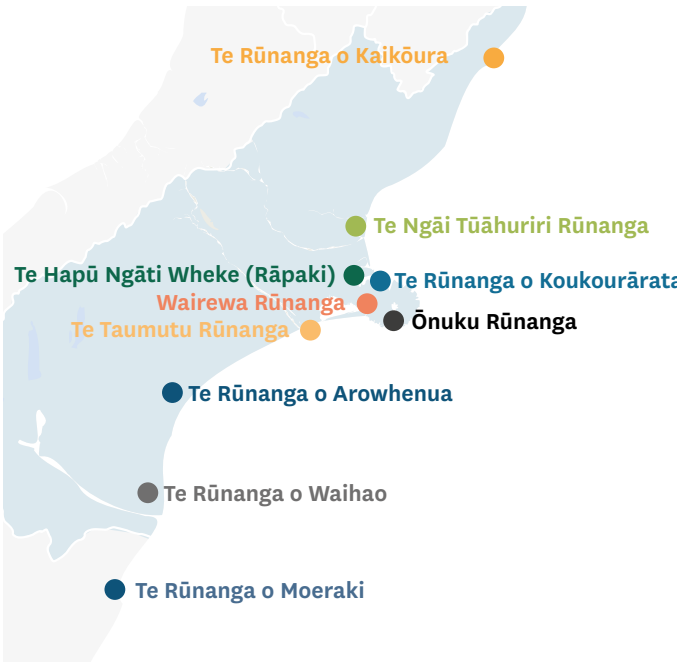 Te Rūnanga o Kaikōura
Te Ngāi Tūāhuriri Rūnanga
Te Hapū Ngāti Wheke (Rāpaki)
Te Rūnanga o Koukourārata
Wairewa Rūnanga
Ōnuku Rūnanga
Te Taumutu Rūnanga
Te Rūnanga o Arowhenua
Te Rūnanga o Waihao
Te Rūnanga o Moeraki